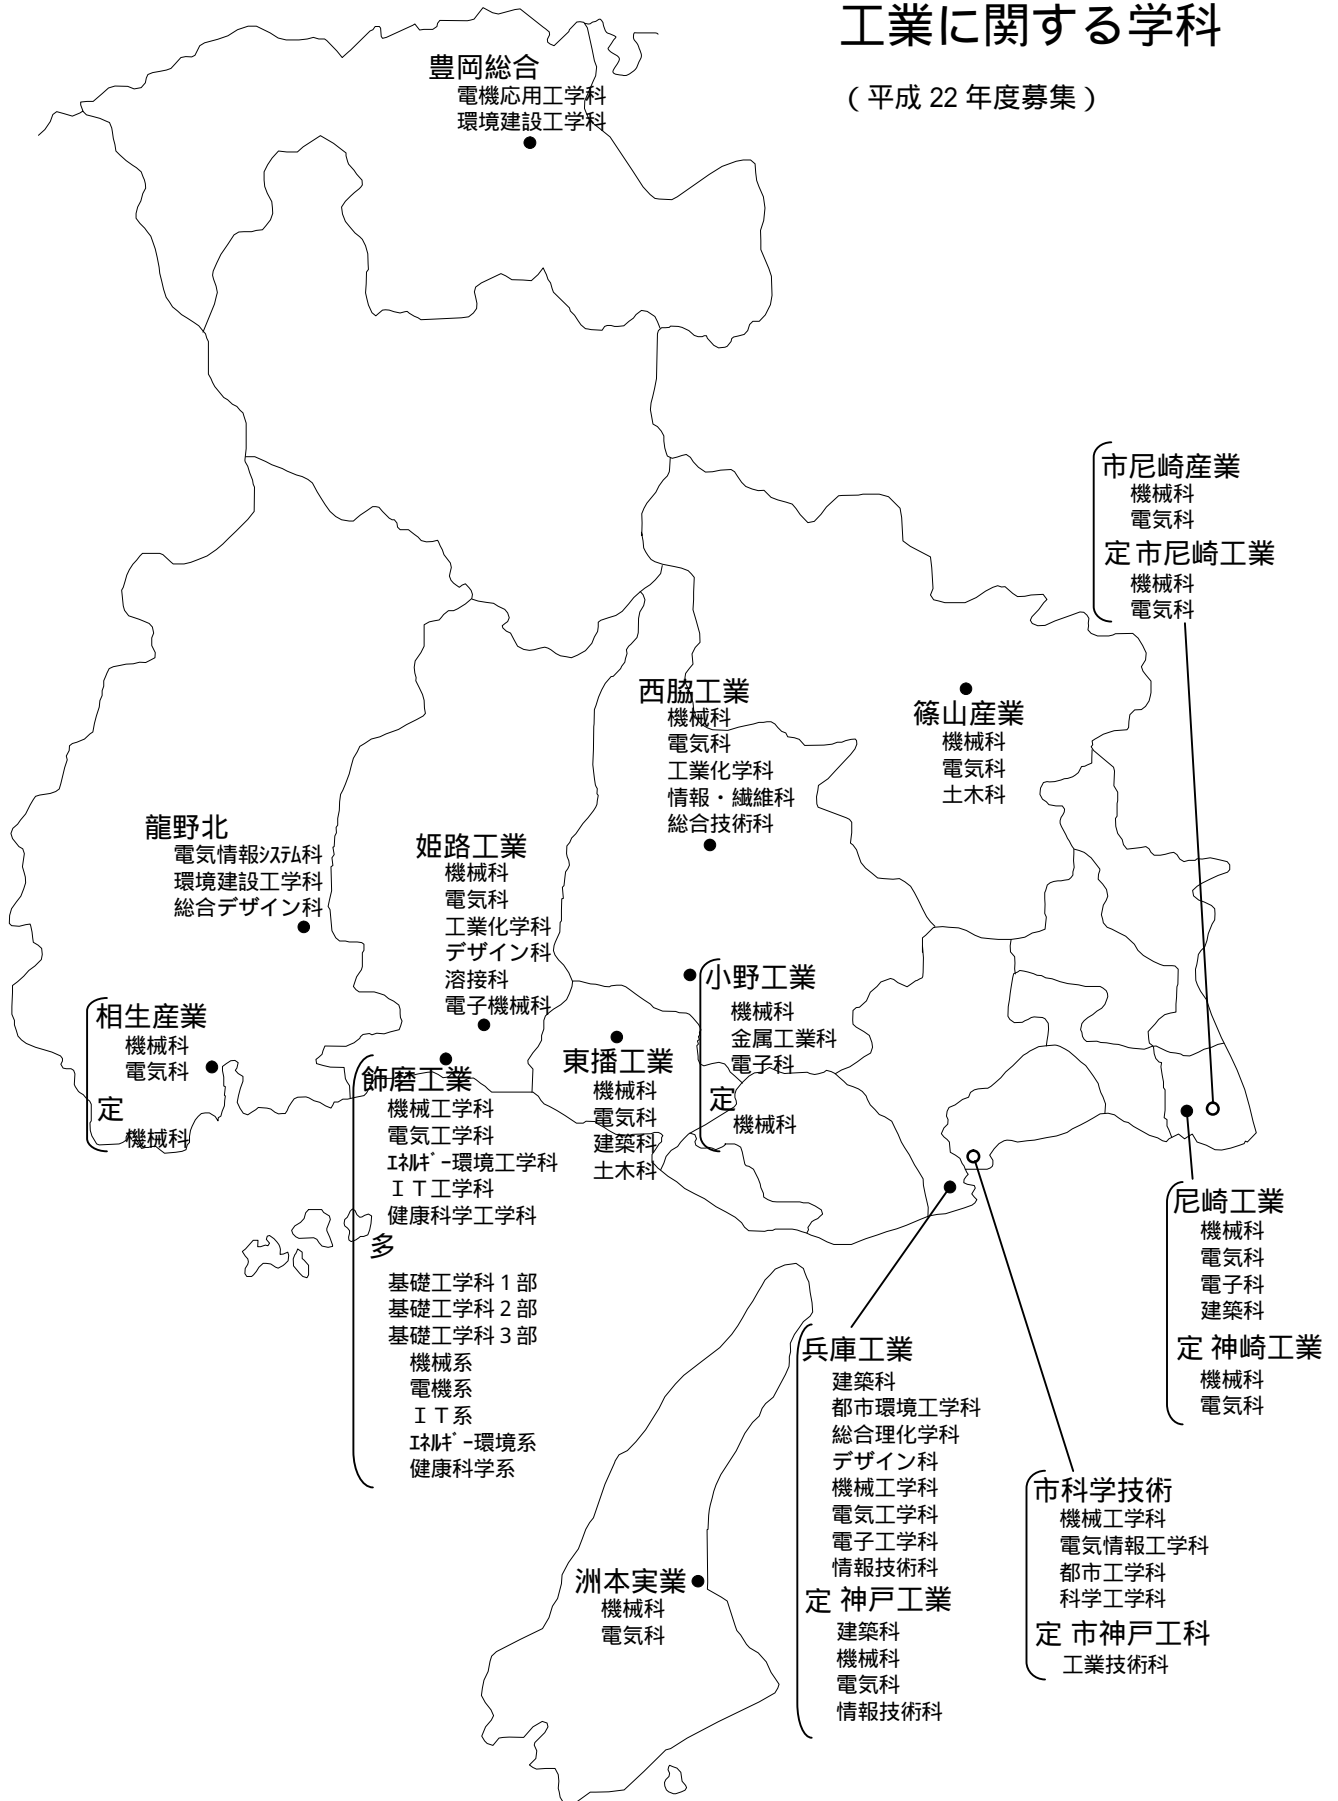 工業に関する学科
（平成 22 年度募集）
豊岡総合
電機応用工学科
環境建設工学科
市尼崎産業
機械科
電気科
定 市尼崎工業
機械科
電気科
西脇工業
機械科
電気科
工業化学科
情報・繊維科
総合技術科
篠山産業
機械科
電気科
土木科
龍野北
電気情報ｼｽﾃﾑ科
環境建設工学科
総合デザイン科
姫路工業
機械科
電気科
工業化学科
デザイン科
溶接科
電子機械科
相生産業
機械科
電気科
定
機械科
飾磨工業
機械工学科
電気工学科
ｴﾈﾙｷﾞｰ環境工学科
ＩＴ工学科
健康科学工学科
多
基礎工学科１部
基礎工学科２部
基礎工学科３部
機械系
電機系
ＩＴ系
ｴﾈﾙｷﾞｰ環境系
健康科学系
東播工業
機械科
電気科
建築科
土木科
小野工業
機械科
金属工業科
電子科
定
機械科
尼崎工業
機械科
電気科
電子科
建築科
定 神崎工業
機械科
電気科
兵庫工業
建築科
都市環境工学科
総合理化学科
デザイン科
機械工学科
電気工学科
電子工学科
情報技術科
定 神戸工業
建築科
機械科
電気科
情報技術科
市科学技術
機械工学科
電気情報工学科
都市工学科
科学工学科
定 市神戸工科
工業技術科
洲本実業
機械科
電気科